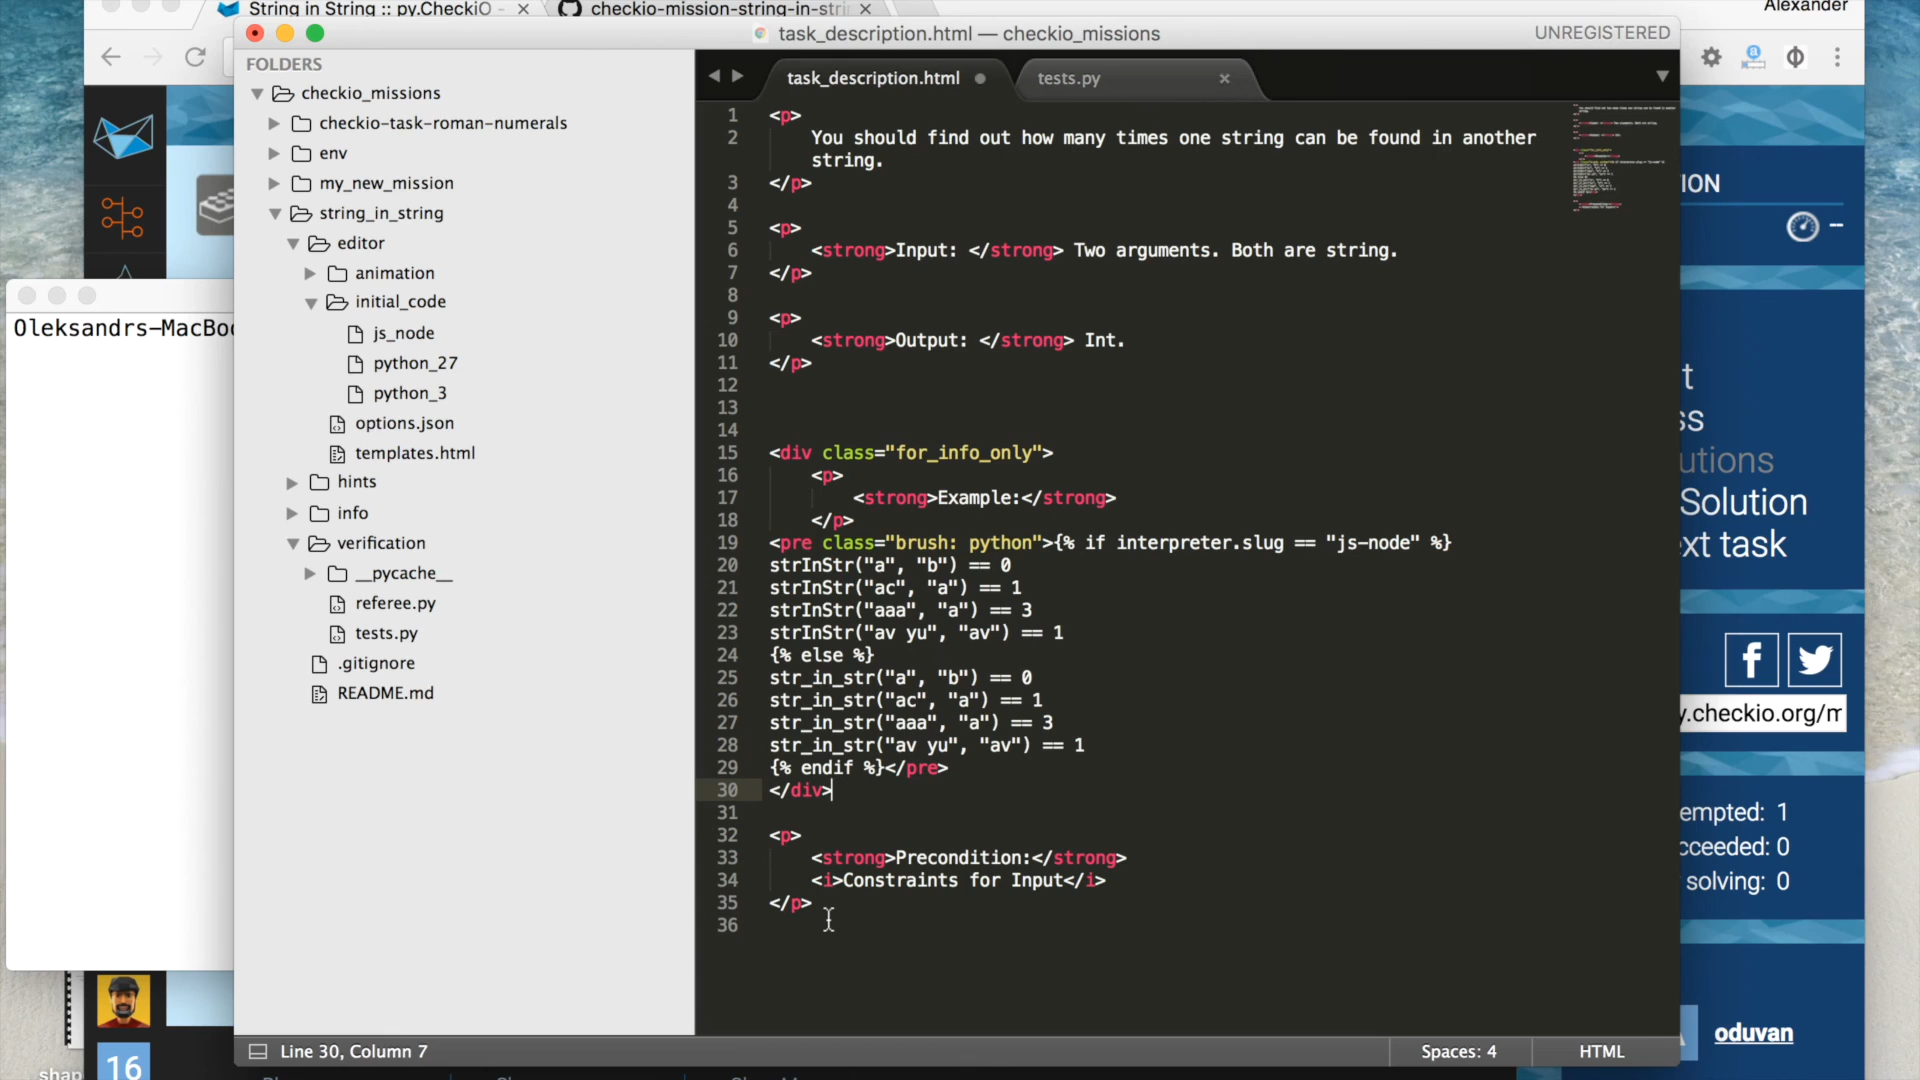 String in String :: py.CheckiO -
checkio-mission-string-in-stri
Alexander
task_description.html — checkio_missions
UNREGISTERED
FOLDERS
checkio_missions
checkio-task-roman-numerals
env
my_new_mission
string_in_string
editor
animation
initial_code
js_node
python_27
python_3
options.json
templates.html
hints
info
verification
__pycache__
referee.py
tests.py
.gitignore
README.md
Oleksandrs-MacBoo
task_description.html
tests.py
1 <p>
2 You should find out how many times one string can be found in another
string.
3 </p>
4
5 <p>
6 <strong>Input: </strong> Two arguments. Both are string.
7 </p>
8
9 <p>
10 <strong>Output: </strong> Int.
11 </p>
12
13
14
15 <div class="for_info_only">
16 <p>
17 <strong>Example:</strong>
18 </p>
19 <pre class="brush: python">{% if interpreter.slug == "js-node" %}
20 strInStr("a", "b") == 0
21 strInStr("ac", "a") == 1
22 strInStr("aaa", "a") == 3
23 strInStr("av yu", "av") == 1
24 {% else %}
25 str_in_str("a", "b") == 0
26 str_in_str("ac", "a") == 1
27 str_in_str("aaa", "a") == 3
28 str_in_str("av yu", "av") == 1
29 {% endif %}</pre>
30 </div>
31
32 <p>
33 <strong>Precondition:</strong>
34 <i>Constraints for Input</i>
35 </p>
36
Line 30, Column 7
Spaces: 4
HTML
ION
t
ss
utions
Solution
ext task
y.checkio.org/m
empted: 1
cceeded: 0
solving: 0
oduvan
16
shap